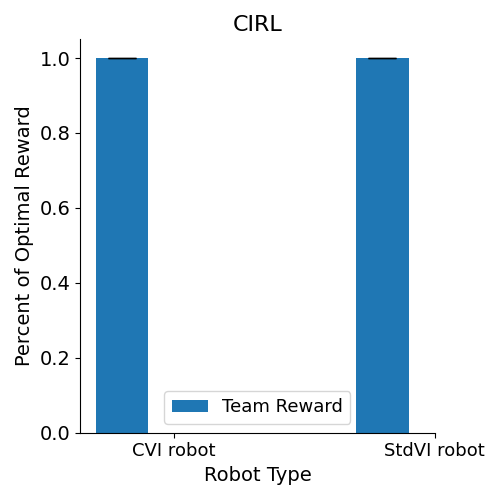 CIRL
Percent of Optimal Reward
1.0
0.8
0.6
0.4
0.2
0.0
Team Reward
CVI robot
StdVI robot
Robot Type